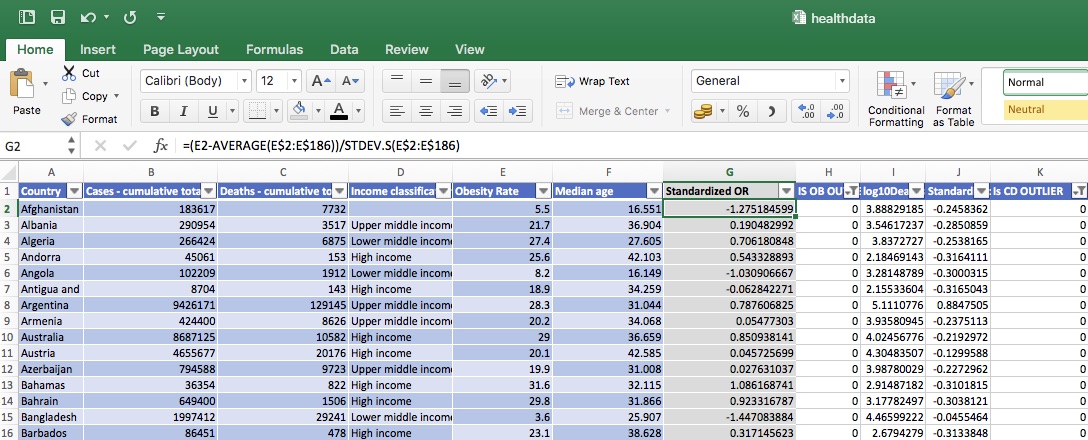 healthdata
Home Insert Page Layout Formulas Data Review View
Paste Cut Copy Format
Calibri (Body) 12 A A
B I U A
Wrap Text
Merge & Center
General
%
.0 .00 .00 .0
Conditional Formatting
Format as Table
Normal
Neutral
G2 fx =(E2-AVERAGE(E$2:E$186))/STDEV.S(E$2:E$186)
A B C D E F G H I J K
1 Country Cases - cumulative tota Deaths - cumulative to Income classifica Obesity Rate Median age Standardized OR IS OB OU log10Dea Standard Is CD OUTLIER
2 Afghanistan 183617 7732 5.5 16.551 -1.275184599 0 3.88829185 -0.2458362 0
3 Albania 290954 3517 Upper middle incom 21.7 36.904 0.190482992 0 3.54617237 -0.2850859 0
4 Algeria 266424 6875 Lower middle incom 27.4 27.605 0.706180848 0 3.8372727 -0.2538165 0
5 Andorra 45061 153 High income 25.6 42.103 0.543328893 0 2.18469143 -0.3164111 0
6 Angola 102209 1912 Lower middle incom 8.2 16.149 -1.030906667 0 3.28148789 -0.3000315 0
7 Antigua and 8704 143 High income 18.9 34.259 -0.062842271 0 2.15533604 -0.3165043 0
8 Argentina 9426171 129145 Upper middle incom 28.3 31.044 0.787606825 0 5.1110776 0.8847505 0
9 Armenia 424400 8626 Upper middle incom 20.2 34.068 0.05477303 0 3.93580945 -0.2375113 0
10 Australia 8687125 10582 High income 29 36.659 0.850938141 0 4.02456776 -0.2192972 0
11 Austria 4655677 20176 High income 20.1 42.585 0.045725699 0 4.30483507 -0.1299588 0
12 Azerbaijan 794588 9723 Upper middle incom 19.9 31.008 0.027631037 0 3.98780029 -0.2272962 0
13 Bahamas 36354 822 High income 31.6 32.115 1.086168741 0 2.91487182 -0.3101815 0
14 Bahrain 649400 1506 High income 29.8 31.866 0.923316787 0 3.17782497 -0.3038121 0
15 Bangladesh 1997412 29241 Lower middle incom 3.6 25.907 -1.447083884 0 4.46599222 -0.0455464 0
16 Barbados 86451 478 High income 23.1 38.628 0.317145623 0 2.6794279 -0.3133848 0